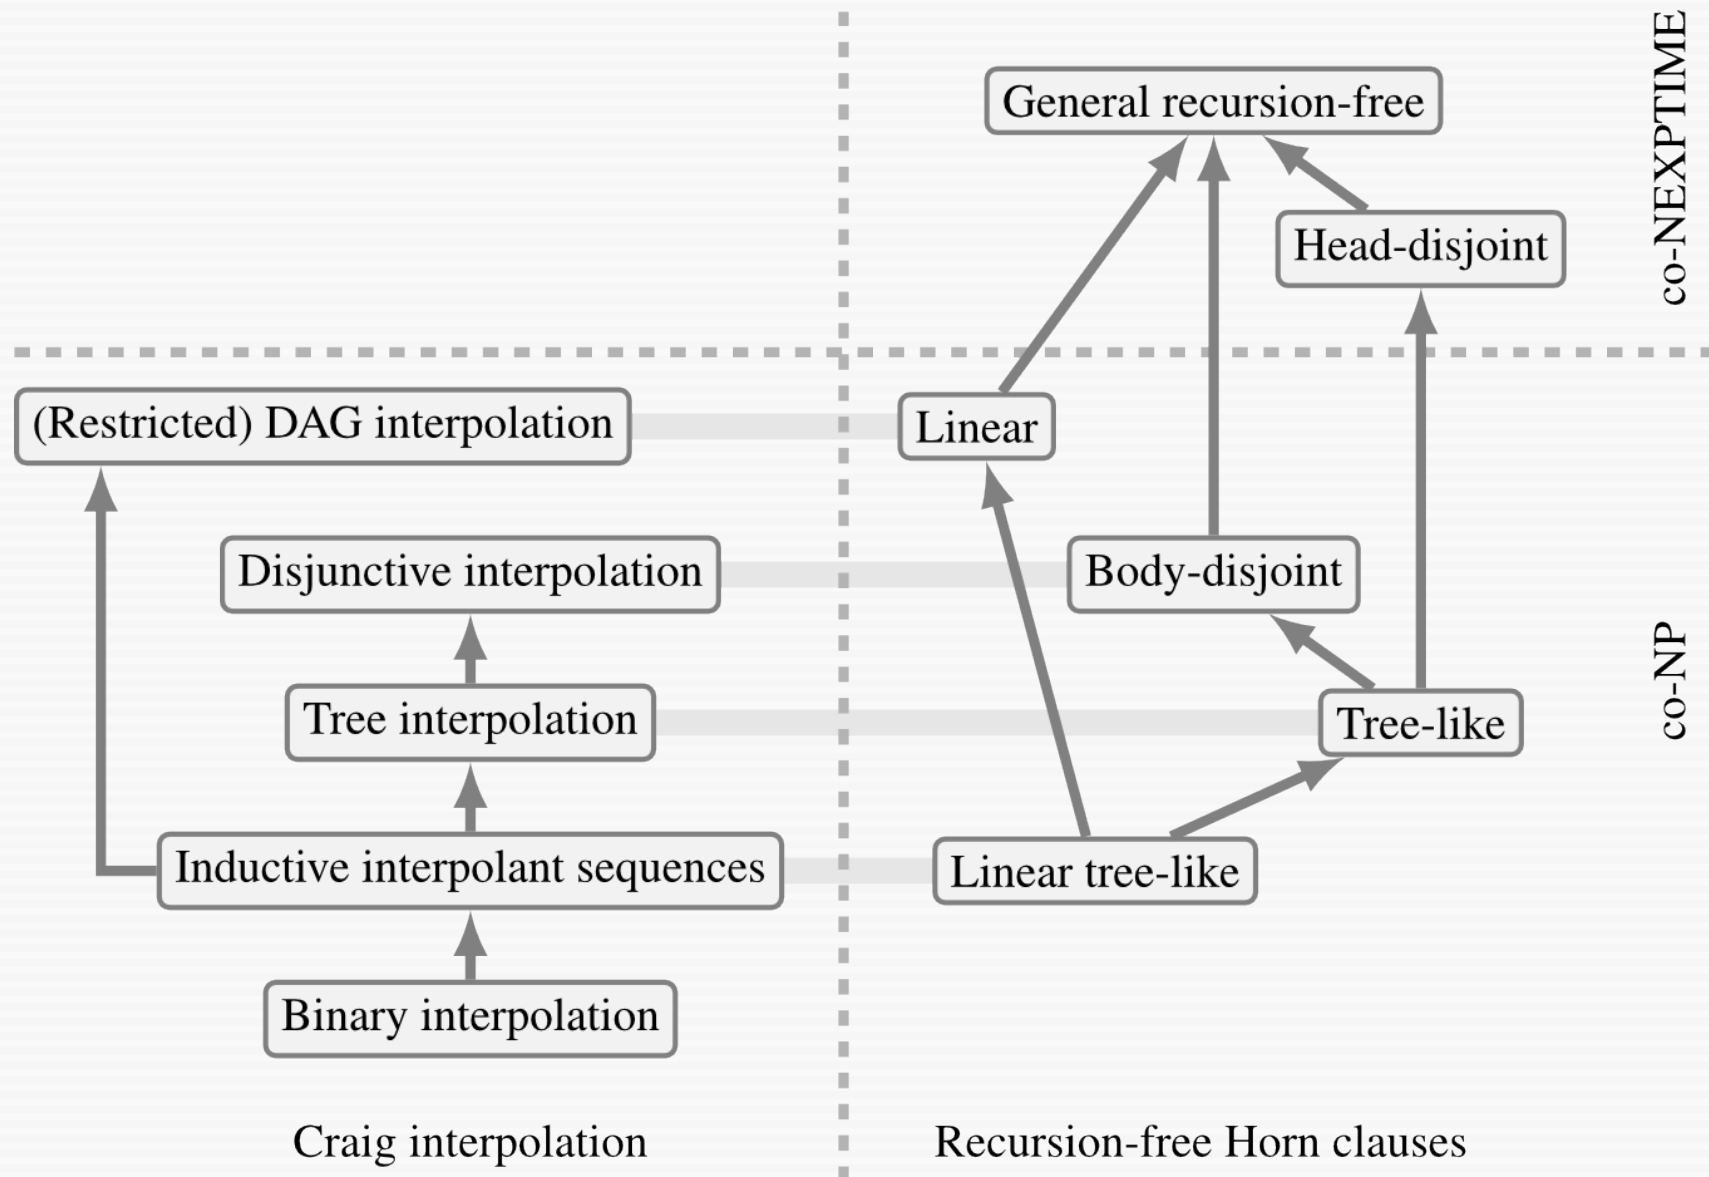 co-NEXPTIME
General recursion-free
Head-disjoint
(Restricted) DAG interpolation
Linear
Disjunctive interpolation
Body-disjoint
co-NP
Tree interpolation
Tree-like
Inductive interpolant sequences
Linear tree-like
Binary interpolation
Craig interpolation
Recursion-free Horn clauses